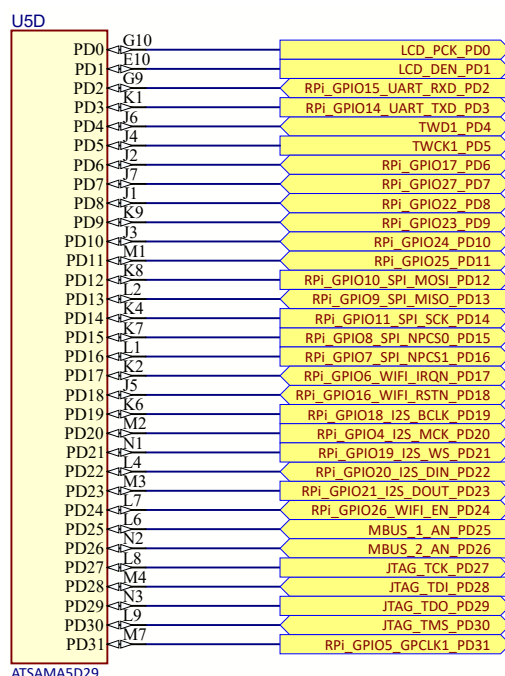 U5D
PD0 G10 LCD_PCK_PD0
PD1 E10 LCD_DEN_PD1
PD2 G9 RPi_GPIO15_UART_RXD_PD2
PD3 K1 RPi_GPIO14_UART_TXD_PD3
PD4 J6 TWD1_PD4
PD5 J4 TWCK1_PD5
PD6 J2 RPi_GPIO17_PD6
PD7 J7 RPi_GPIO27_PD7
PD8 J1 RPi_GPIO22_PD8
PD9 K9 RPi_GPIO23_PD9
PD10 J3 RPi_GPIO24_PD10
PD11 M1 RPi_GPIO25_PD11
PD12 K8 RPi_GPIO10_SPI_MOSI_PD12
PD13 L2 RPi_GPIO9_SPI_MISO_PD13
PD14 K4 RPi_GPIO11_SPI_SCK_PD14
PD15 K7 RPi_GPIO8_SPI_NPCS0_PD15
PD16 L1 RPi_GPIO7_SPI_NPCS1_PD16
PD17 K2 RPi_GPIO6_WIFI_IRQN_PD17
PD18 J5 RPi_GPIO16_WIFI_RSTN_PD18
PD19 K6 RPi_GPIO18_I2S_BCLK_PD19
PD20 M2 RPi_GPIO4_I2S_MCK_PD20
PD21 N1 RPi_GPIO19_I2S_WS_PD21
PD22 L4 RPi_GPIO20_I2S_DIN_PD22
PD23 M3 RPi_GPIO21_I2S_DOUT_PD23
PD24 L7 RPi_GPIO26_WIFI_EN_PD24
PD25 L6 MBUS_1_AN_PD25
PD26 N2 MBUS_2_AN_PD26
PD27 L8 JTAG_TCK_PD27
PD28 M4 JTAG_TDI_PD28
PD29 N3 JTAG_TDO_PD29
PD30 L9 JTAG_TMS_PD30
PD31 M7 RPi_GPIO5_GPCLK1_PD31
ATSAMA5D29